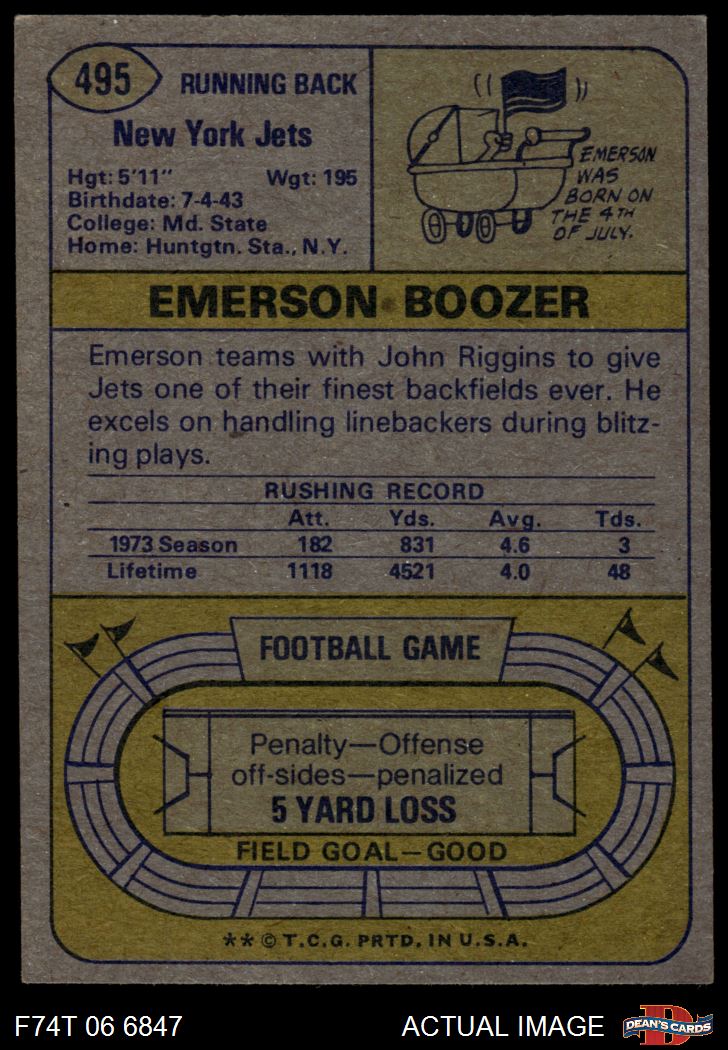 495
RUNNING BACK
New York Jets
Hgt: 5'11" Wgt: 195
Birthdate: 7-4-43
College: Md. State
Home: Huntgtn. Sta., N.Y.
EMERSON
WAS
BORN ON
THE 4TH
OF JULY.
EMERSON BOOZER
Emerson teams with John Riggins to give
Jets one of their finest backfields ever. He
excels on handling linebackers during blitz-
ing plays.
RUSHING RECORD
Att. Yds. Avg. Tds.
1973 Season 182 831 4.6 3
Lifetime 1118 4521 4.0 48
FOOTBALL GAME
Penalty—Offense
off-sides—penalized
5 YARD LOSS
FIELD GOAL—GOOD
** © T.C.G. PRTD. IN U.S.A.
F74T 06 6847 ACTUAL IMAGE
D
DEAN'S CARDS